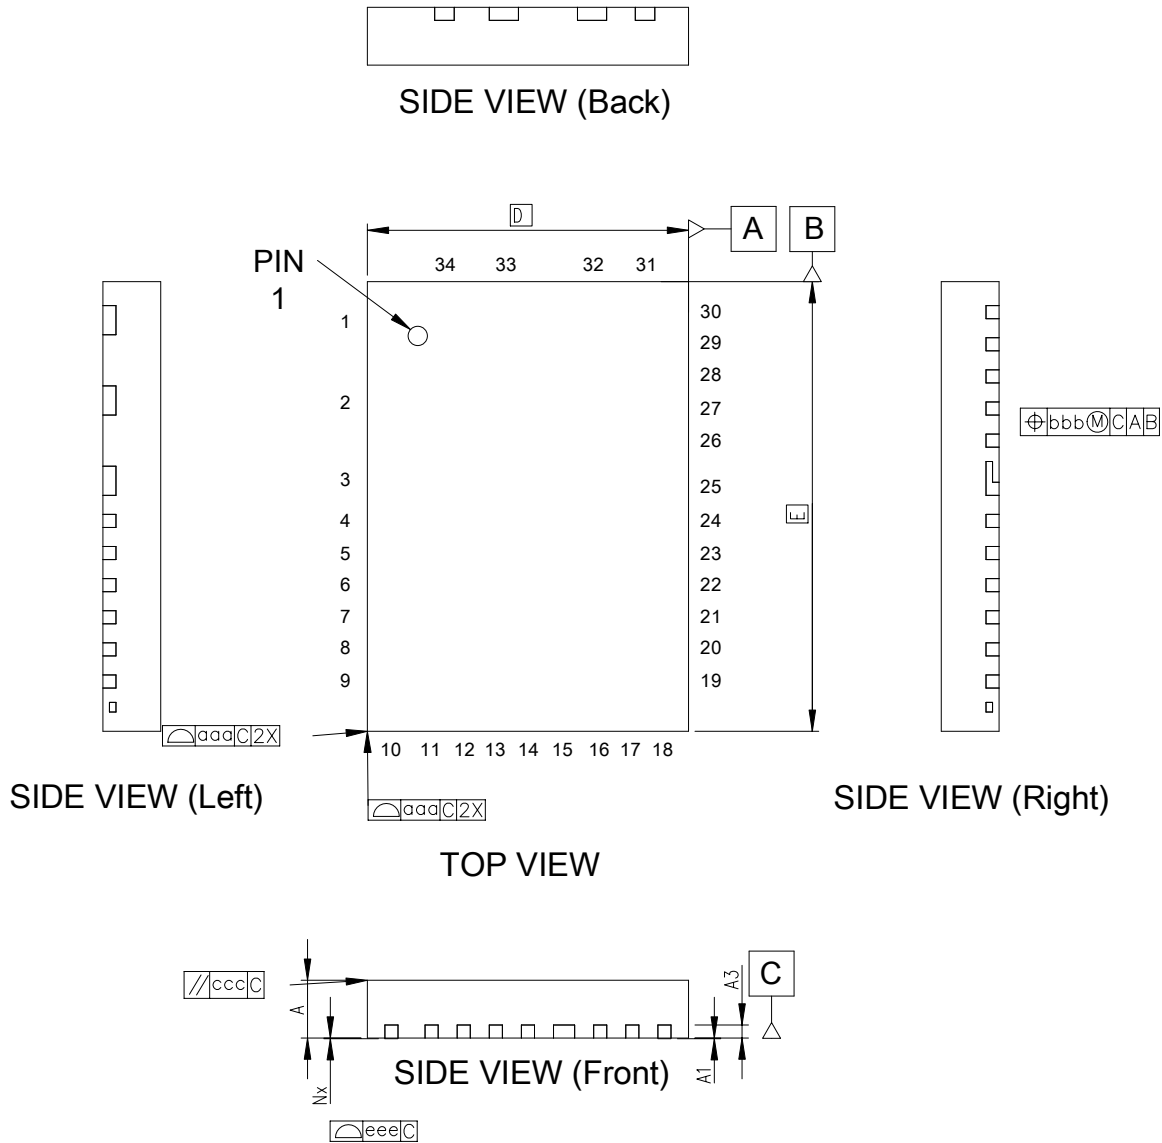 SIDE VIEW (Back)
D
A
B
PIN
1
34 33 32 31
1
2
3
4
5
6
7
8
9
30
29
28
27
26
25
24
23
22
21
20
19
E
⌖ bbb Ⓜ C A B
10 11 12 13 14 15 16 17 18
⌓ aaa C 2X
⌓ aaa C 2X
SIDE VIEW (Left)
SIDE VIEW (Right)
TOP VIEW
// ccc C
A
A3
C
SIDE VIEW (Front)
Nx
A1
⌓ eee C